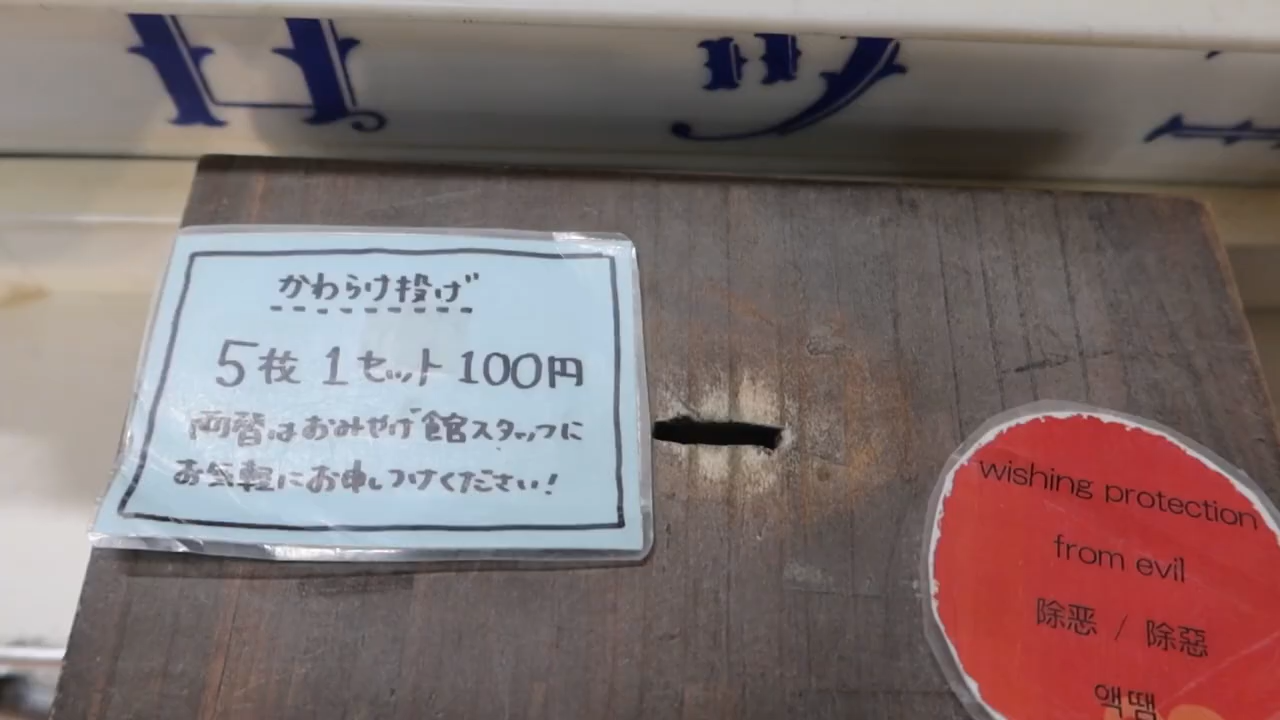 かわらけ投げ
5枚 1セット 100円
両替はおみやげ館スタッフに
お気軽にお申しつけください!
wishing protection
from evil
除恶 / 除惡
액땜